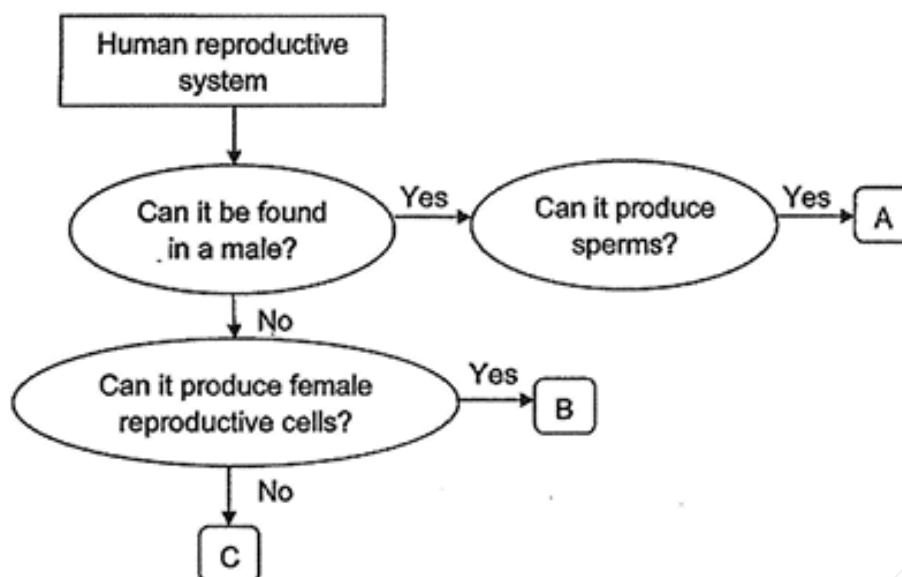 Human reproductive
system
Can it be found
in a male?
Yes
Can it produce
sperms?
Yes
A
No
Can it produce female
reproductive cells?
Yes
B
No
C